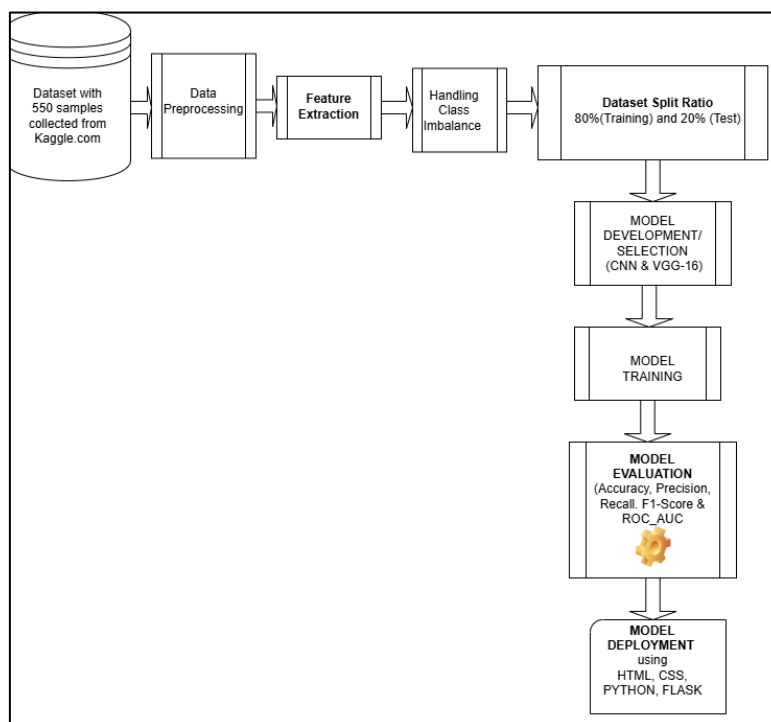 Dataset with
550 samples
collected from
Kaggle.com
Data
Preprocessing
Feature
Extraction
Handling
Class
Imbalance
Dataset Split Ratio
80%(Training) and 20% (Test)
MODEL
DEVELOPMENT/
SELECTION
(CNN & VGG-16)
MODEL
TRAINING
MODEL
EVALUATION
(Accuracy, Precision,
Recall. F1-Score &
ROC_AUC
MODEL
DEPLOYMENT
using
HTML, CSS,
PYTHON, FLASK